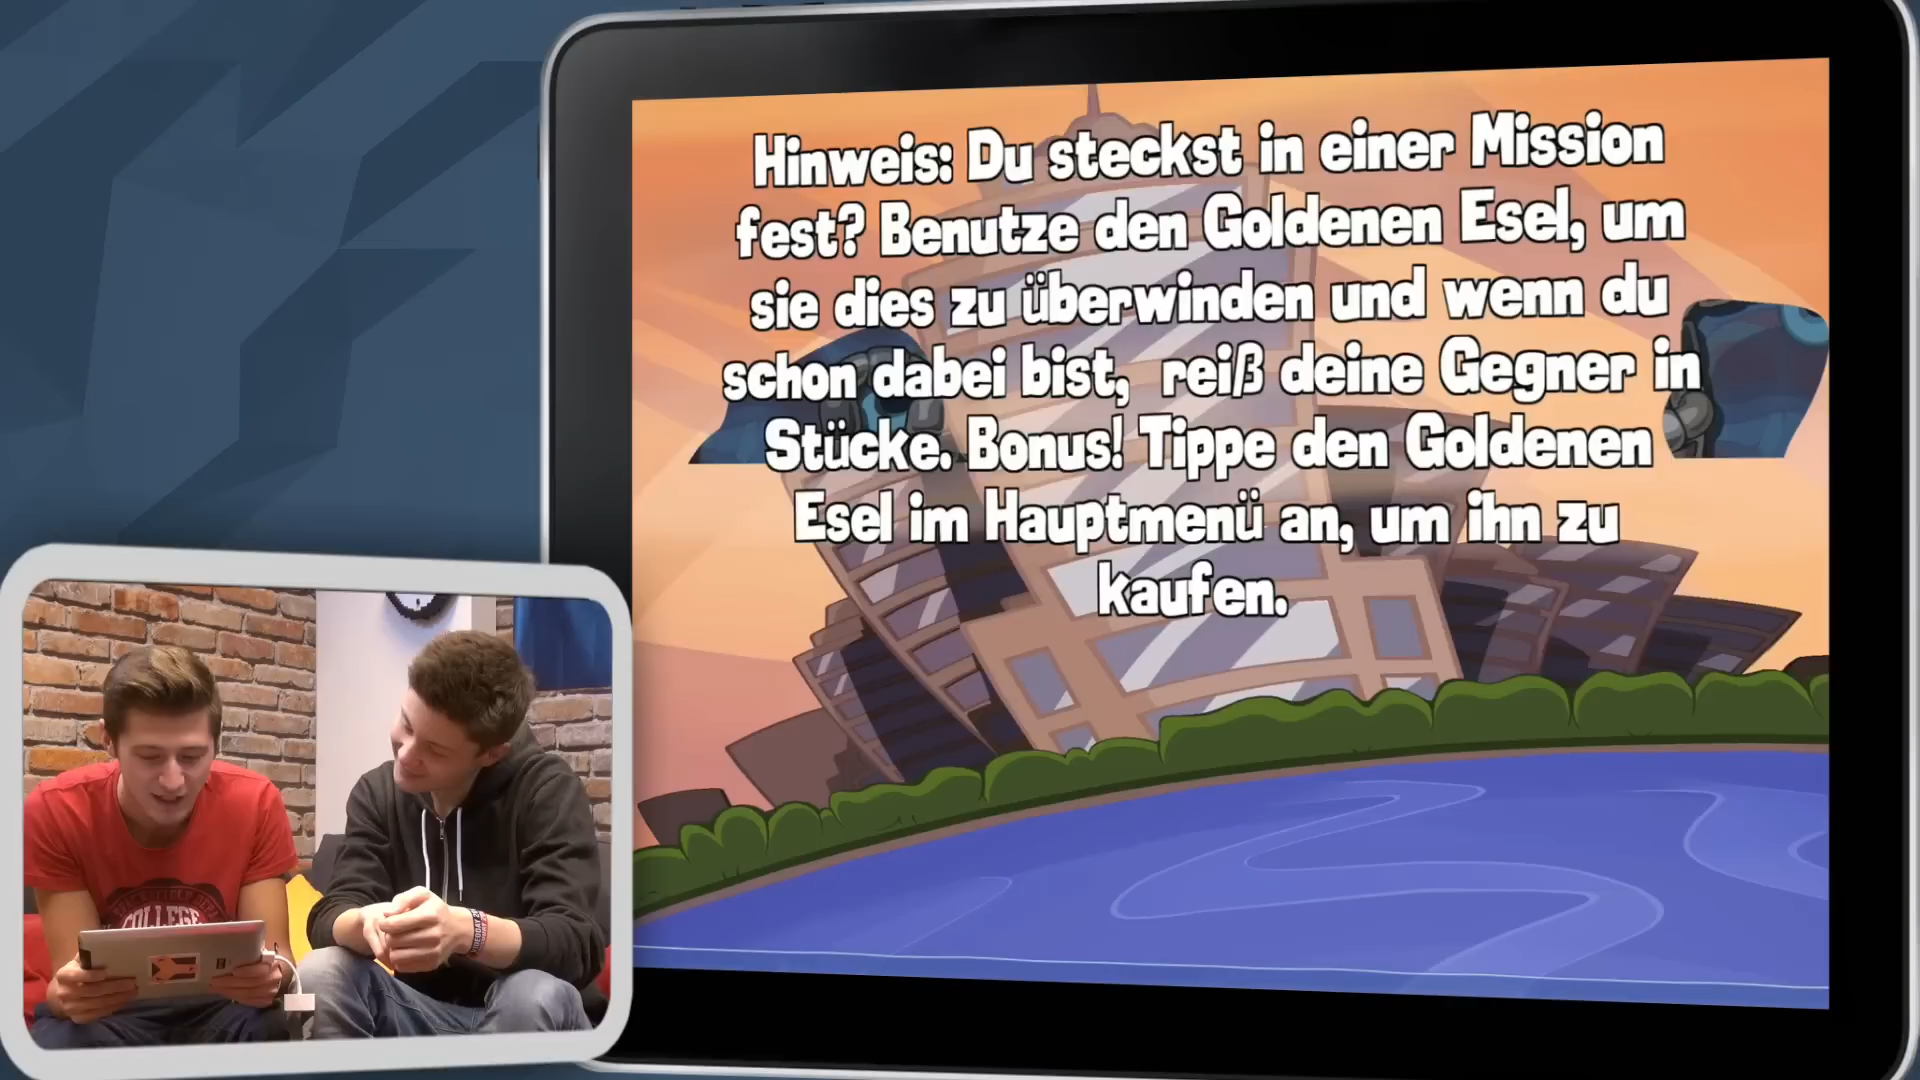 Hinweis: Du steckst in einer Mission
fest? Benutze den Goldenen Esel, um
sie dies zu überwinden und wenn du
schon dabei bist, reiß deine Gegner in
Stücke. Bonus! Tippe den Goldenen
Esel im Hauptmenü an, um ihn zu
kaufen.
COLLEGE